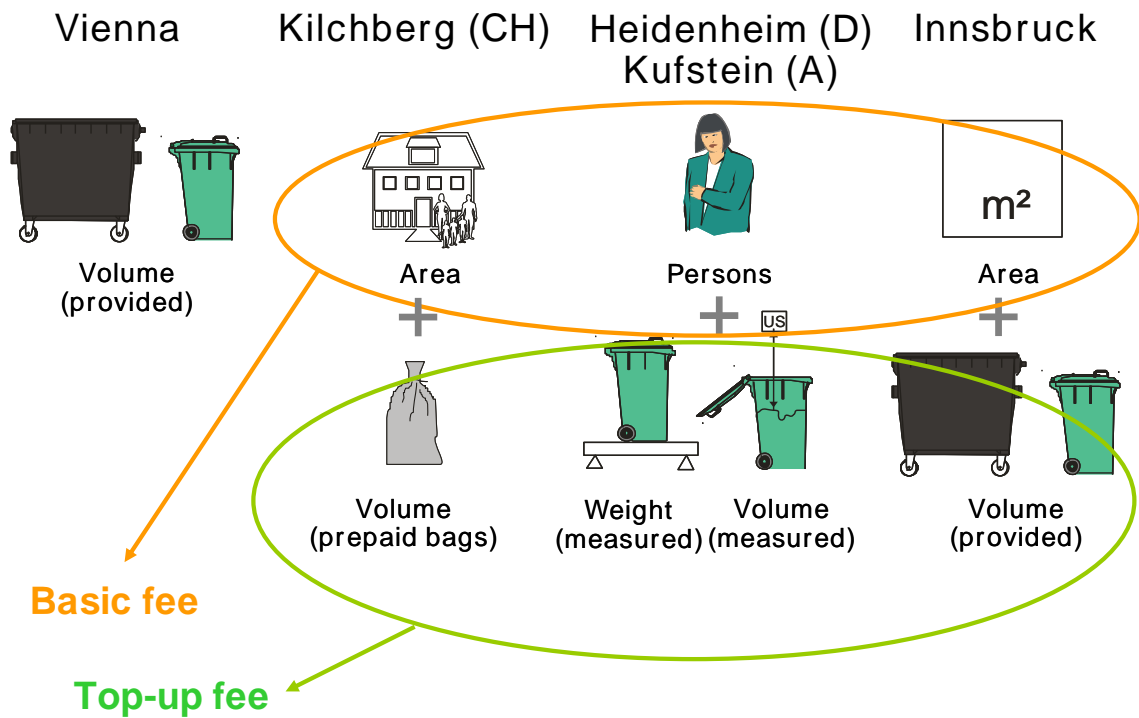 Vienna
Kilchberg (CH)
Heidenheim (D)
Kufstein (A)
Innsbruck
m²
Volume
(provided)
Area
Persons
Area
US
Volume
(prepaid bags)
Weight
(measured)
Volume
(measured)
Volume
(provided)
Basic fee
Top-up fee